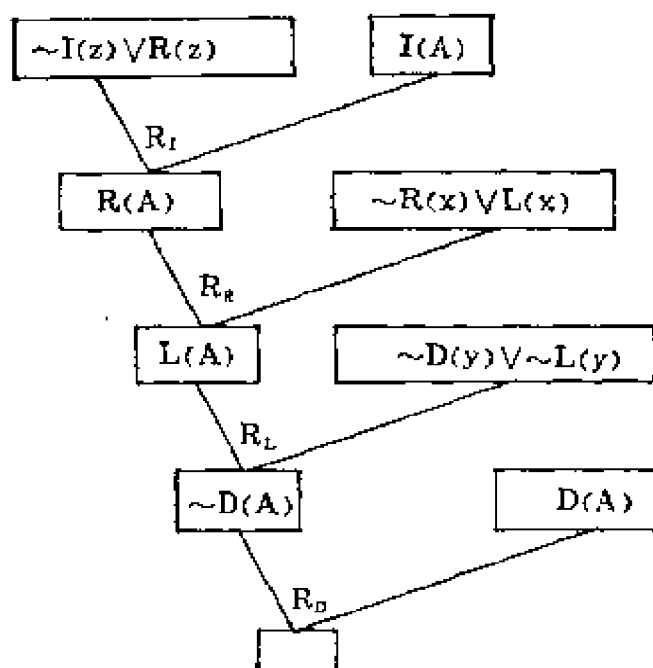 ~I(z)∨R(z) I(A)
R_I
R(A) ~R(x)∨L(x)
R_R
L(A) ~D(y)∨~L(y)
R_L
~D(A) D(A)
R_D